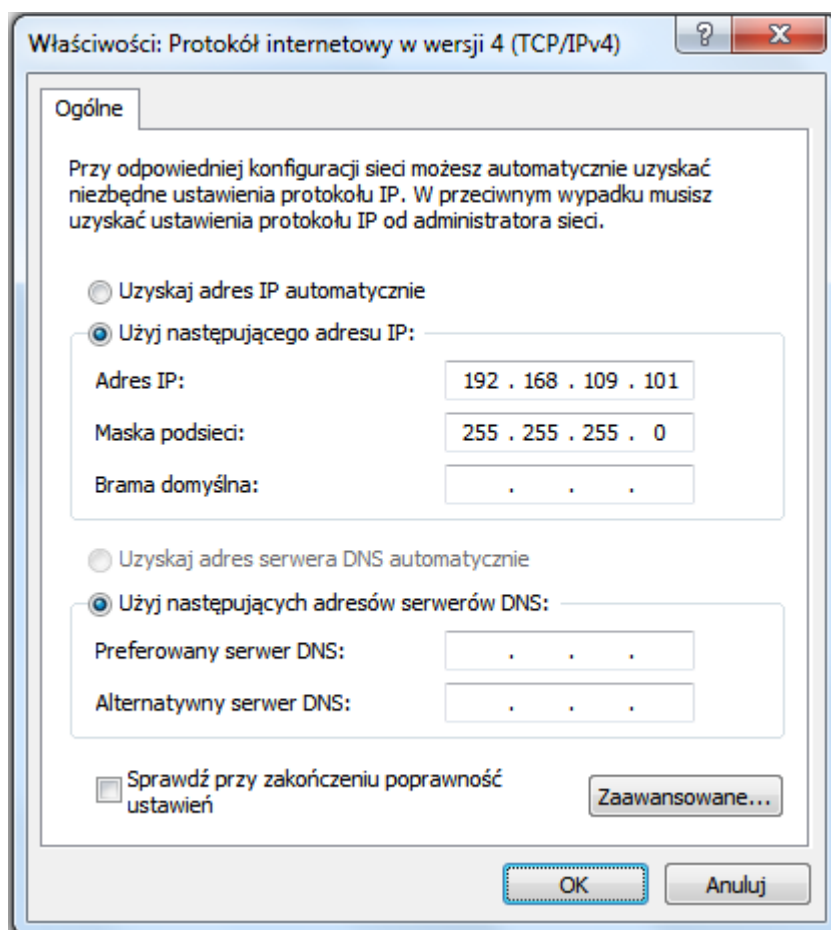 Właściwości: Protokół internetowy w wersji 4 (TCP/IPv4)
Ogólne
Przy odpowiedniej konfiguracji sieci możesz automatycznie uzyskać
niezbędne ustawienia protokołu IP. W przeciwnym wypadku musisz
uzyskać ustawienia protokołu IP od administratora sieci.
Uzyskaj adres IP automatycznie
Użyj następującego adresu IP:
Adres IP: 192 . 168 . 109 . 101
Maska podsieci: 255 . 255 . 255 . 0
Brama domyślna: . . .
Uzyskaj adres serwera DNS automatycznie
Użyj następujących adresów serwerów DNS:
Preferowany serwer DNS: . . .
Alternatywny serwer DNS: . . .
Sprawdź przy zakończeniu poprawność
ustawień
Zaawansowane...
OK Anuluj